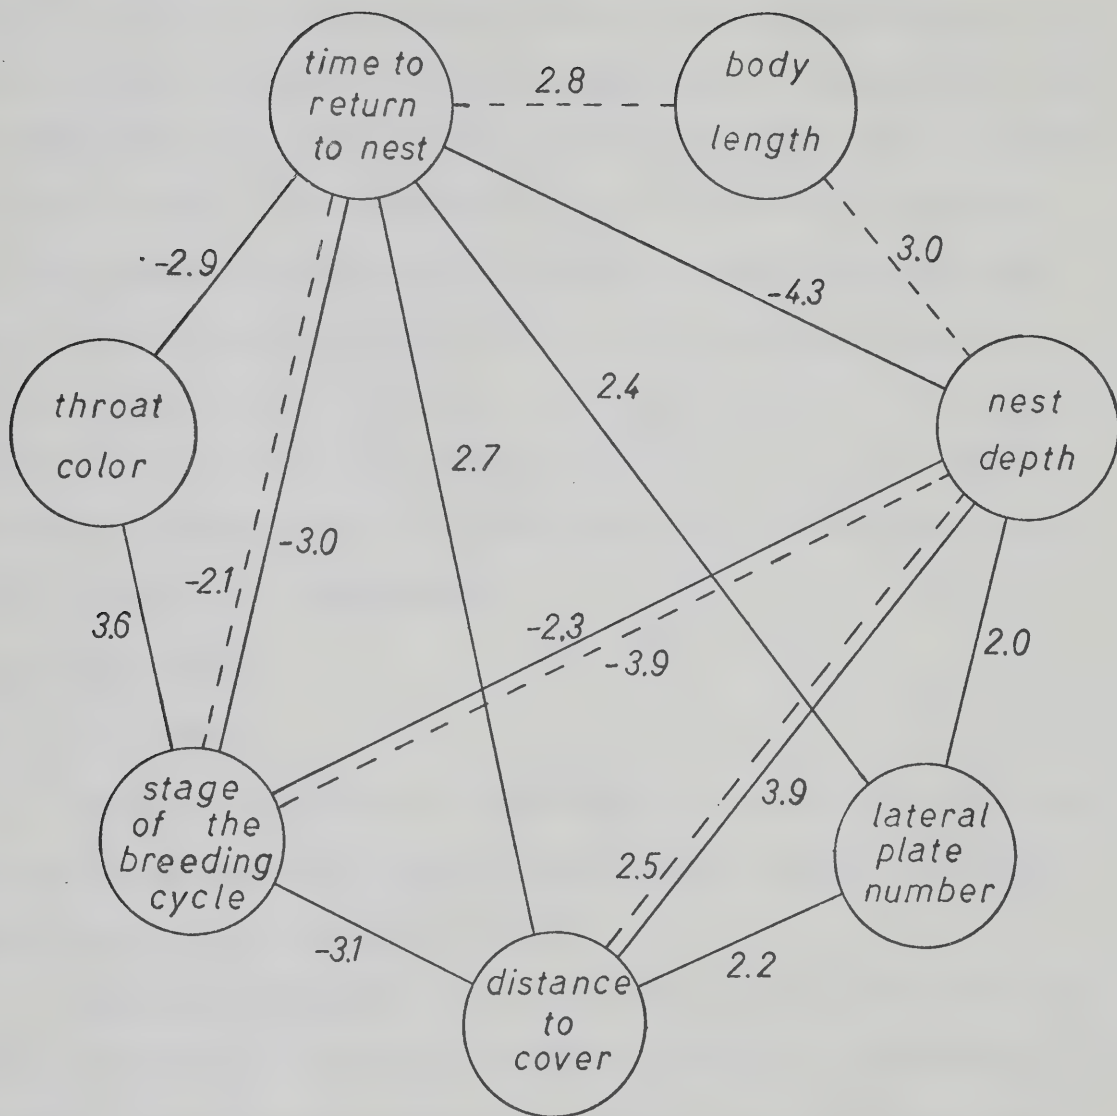 time to
return
to nest
2.8
body
length
-2.9
3.0
-4.3
throat
color
2.4
nest
depth
2.7
-3.0
-2.1
3.6
-2.3
-3.9
2.0
stage
of the
breeding
cycle
3.9
2.5
lateral
plate
number
-3.1
2.2
distance
to
cover